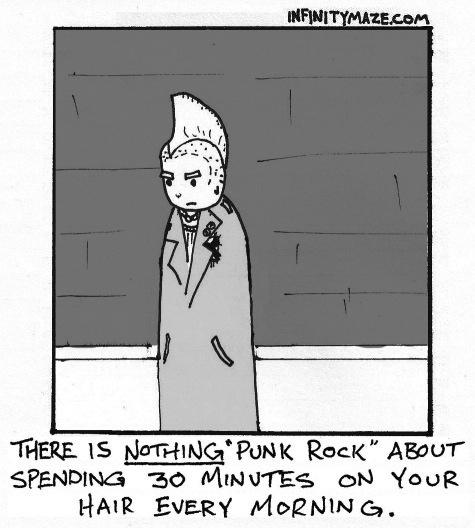 INFINITYMAZE.COM
THERE IS NOTHING "PUNK ROCK" ABOUT
SPENDING 30 MINUTES ON YOUR
HAIR EVERY MORNING.